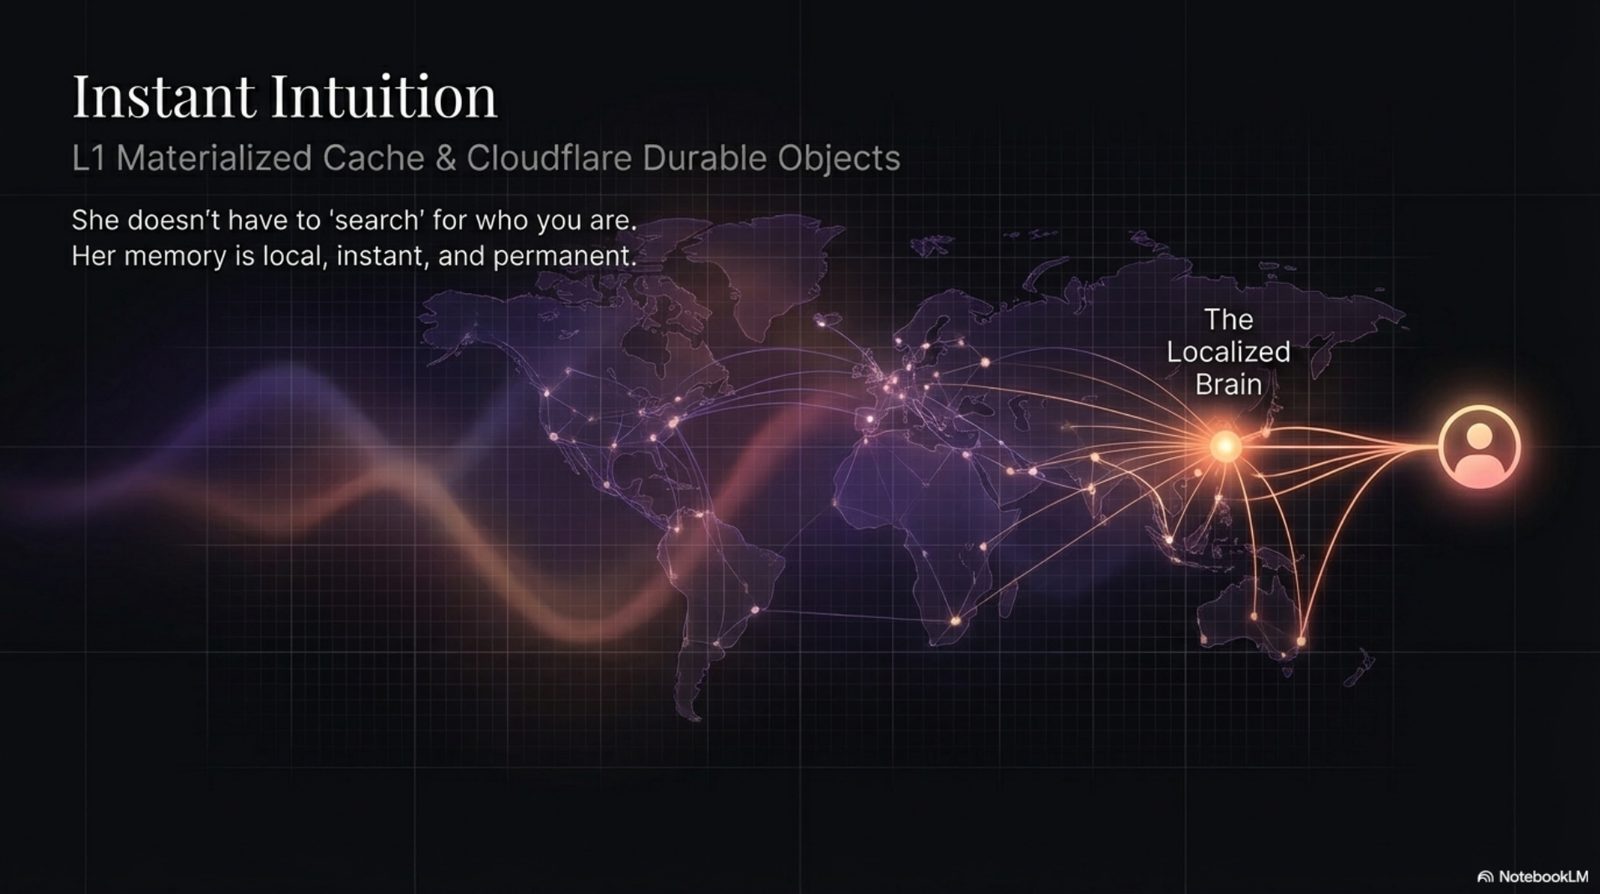 Instant Intuition
L1 Materialized Cache & Cloudflare Durable Objects
She doesn’t have to ‘search’ for who you are.
Her memory is local, instant, and permanent.
The
Localized
Brain
NotebookLM